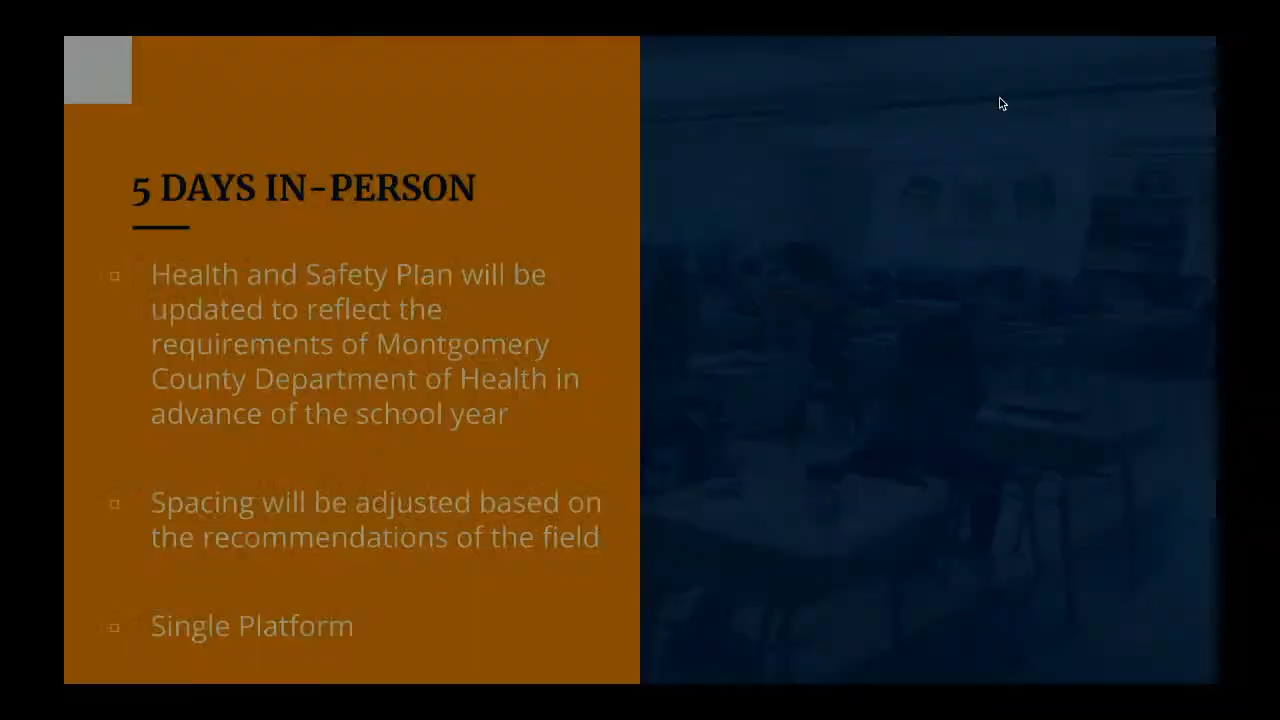 5 DAYS IN-PERSON
Health and Safety Plan will be
updated to reflect the
requirements of Montgomery
County Department of Health in
advance of the school year
Spacing will be adjusted based on
the recommendations of the field
Single Platform